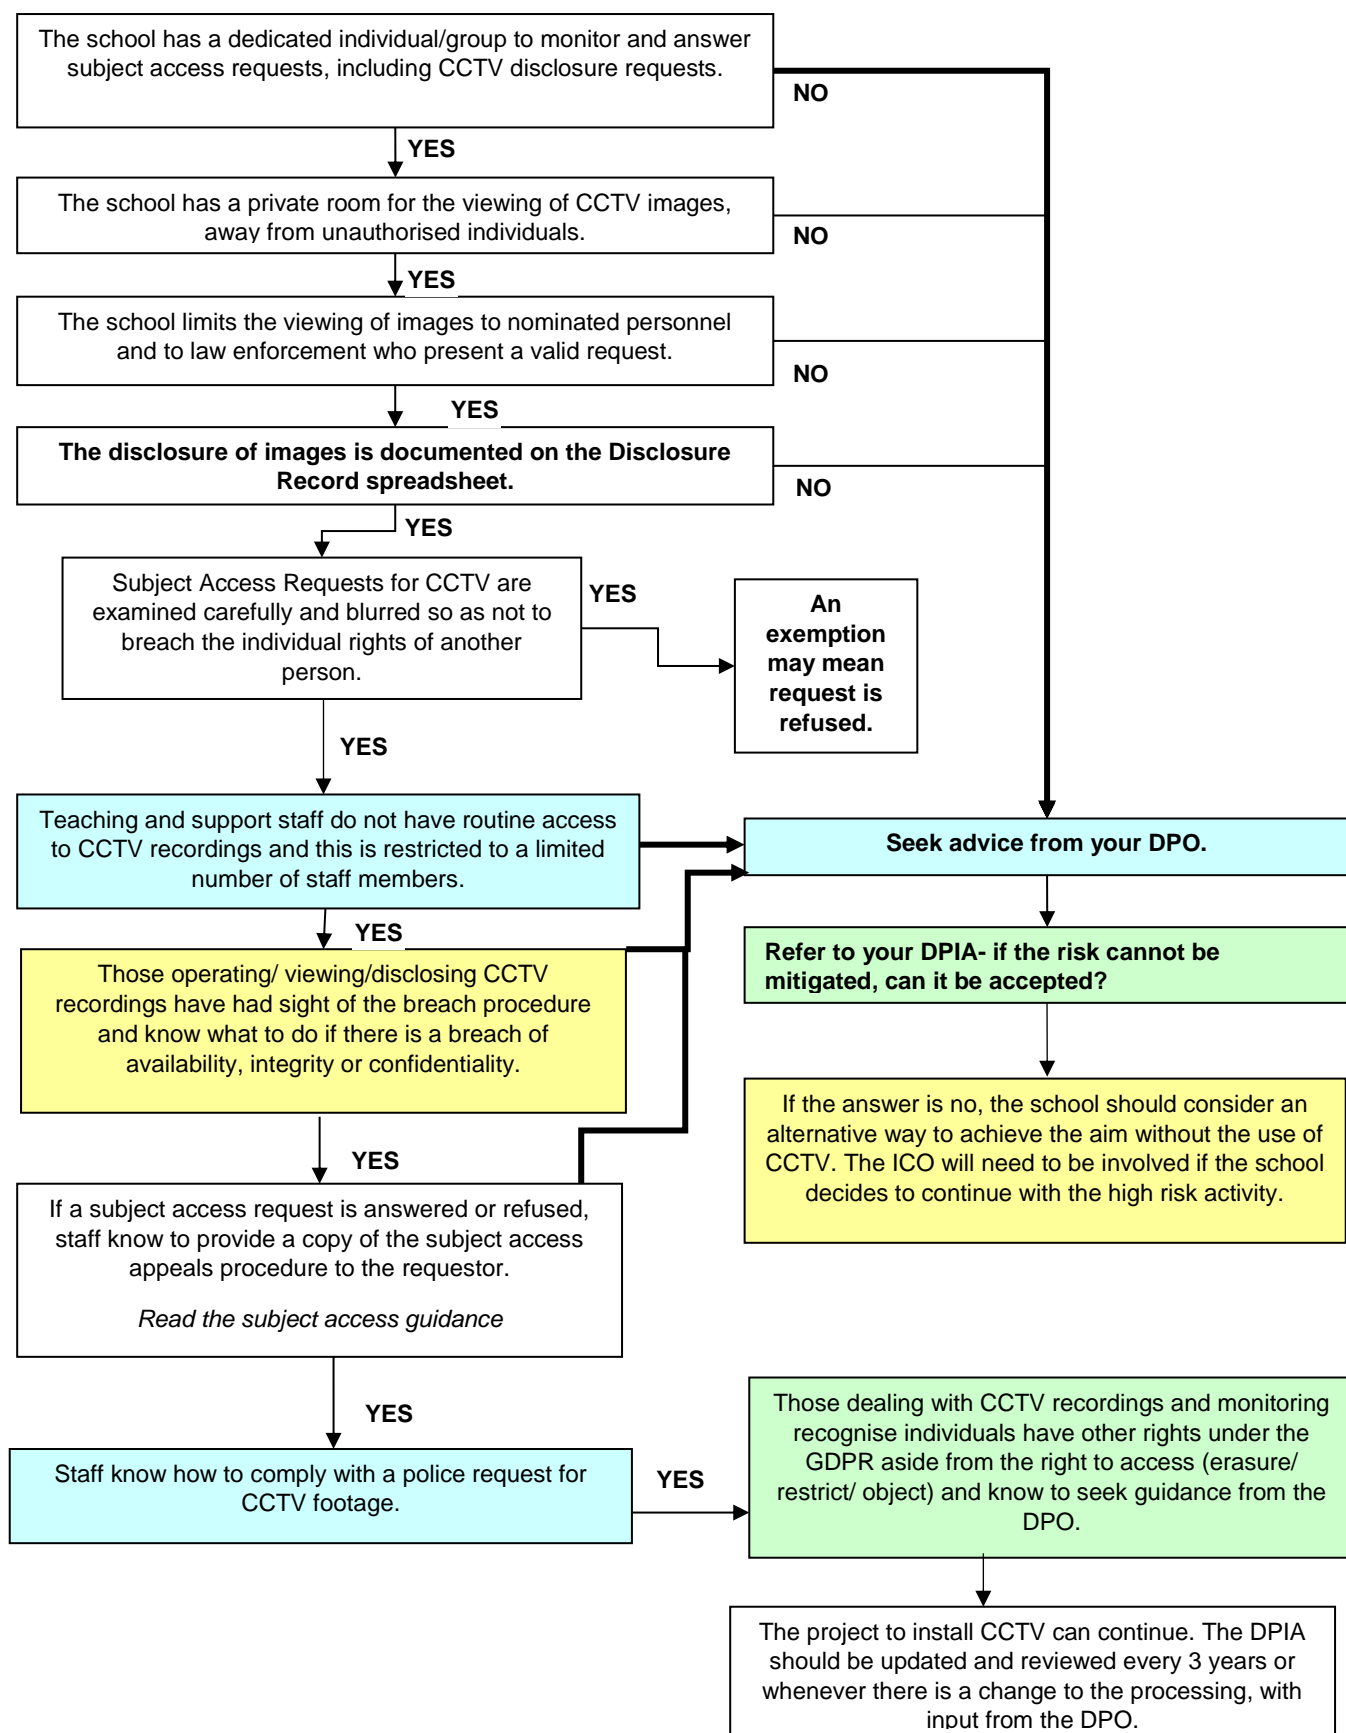 The school has a dedicated individual/group to monitor and answer
subject access requests, including CCTV disclosure requests.
NO
YES
The school has a private room for the viewing of CCTV images,
away from unauthorised individuals.
NO
YES
The school limits the viewing of images to nominated personnel
and to law enforcement who present a valid request.
NO
YES
The disclosure of images is documented on the Disclosure
Record spreadsheet.
NO
YES
Subject Access Requests for CCTV are
examined carefully and blurred so as not to
breach the individual rights of another
person.
YES
An
exemption
may mean
request is
refused.
YES
Teaching and support staff do not have routine access
to CCTV recordings and this is restricted to a limited
number of staff members.
Seek advice from your DPO.
YES
Refer to your DPIA- if the risk cannot be
mitigated, can it be accepted?
Those operating/ viewing/disclosing CCTV
recordings have had sight of the breach procedure
and know what to do if there is a breach of
availability, integrity or confidentiality.
If the answer is no, the school should consider an
alternative way to achieve the aim without the use of
CCTV. The ICO will need to be involved if the school
decides to continue with the high risk activity.
YES
If a subject access request is answered or refused,
staff know to provide a copy of the subject access
appeals procedure to the requestor.
Read the subject access guidance
YES
Staff know how to comply with a police request for
CCTV footage.
YES
Those dealing with CCTV recordings and monitoring
recognise individuals have other rights under the
GDPR aside from the right to access (erasure/
restrict/ object) and know to seek guidance from the
DPO.
The project to install CCTV can continue. The DPIA
should be updated and reviewed every 3 years or
whenever there is a change to the processing, with
input from the DPO.